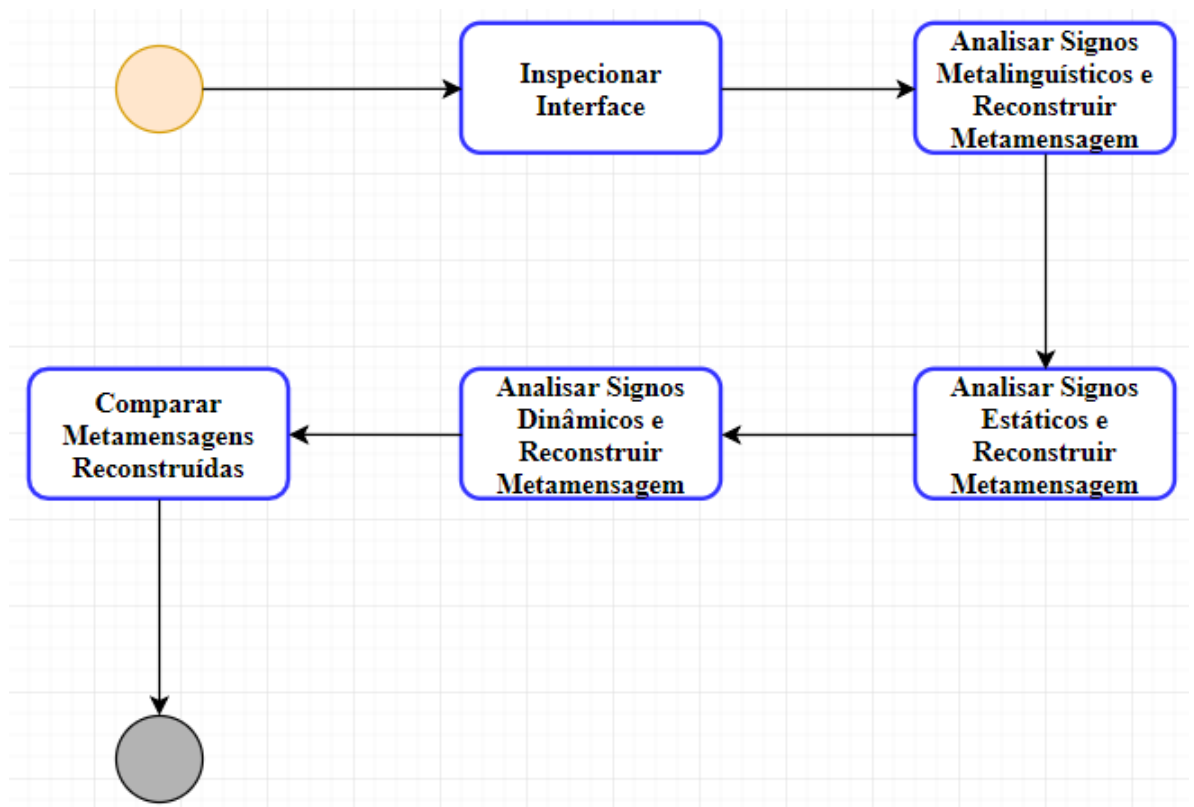 Inspecionar
Interface
Analisar Signos
Metalinguísticos e
Reconstruir
Metamensagem
Analisar Signos
Estáticos e
Reconstruir
Metamensagem
Analisar Signos
Dinâmicos e
Reconstruir
Metamensagem
Comparar
Metamensagens
Reconstruídas